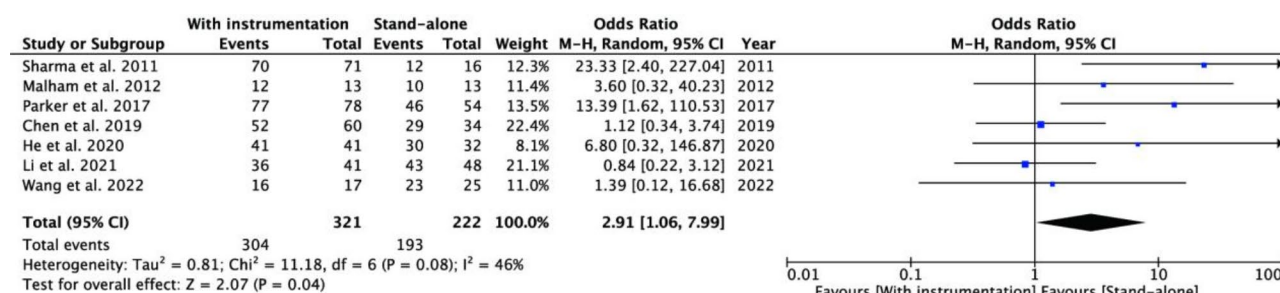 With instrumentation Stand-alone Odds Ratio Odds Ratio
Study or Subgroup Events Total Events Total Weight M-H, Random, 95% CI Year M-H, Random, 95% CI
Sharma et al. 2011 70 71 12 16 12.3% 23.33 [2.40, 227.04] 2011
Malham et al. 2012 12 13 10 13 11.4% 3.60 [0.32, 40.23] 2012
Parker et al. 2017 77 78 46 54 13.5% 13.39 [1.62, 110.53] 2017
Chen et al. 2019 52 60 29 34 22.4% 1.12 [0.34, 3.74] 2019
He et al. 2020 41 41 30 32 8.1% 6.80 [0.32, 146.87] 2020
Li et al. 2021 36 41 43 48 21.1% 0.84 [0.22, 3.12] 2021
Wang et al. 2022 16 17 23 25 11.0% 1.39 [0.12, 16.68] 2022
Total (95% CI) 321 222 100.0% 2.91 [1.06, 7.99]
Total events 304 193
Heterogeneity: Tau² = 0.81; Chi² = 11.18, df = 6 (P = 0.08); I² = 46%
Test for overall effect: Z = 2.07 (P = 0.04)
0.01 0.1 1 10 100
Favours [With instrumentation] Favours [Stand-alone]